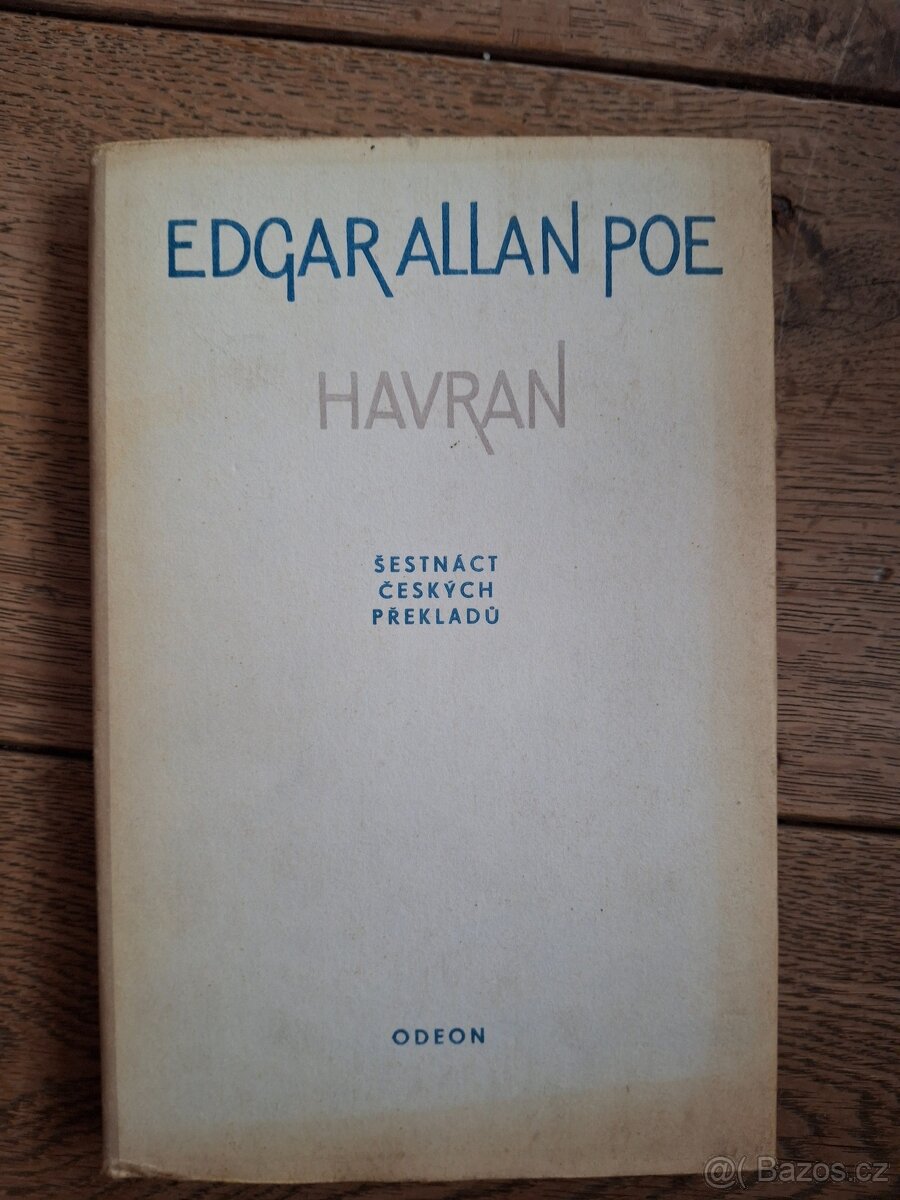 EDGAR ALLAN POE
HAVRAN
ŠESTNÁCT
ČESKÝCH
PŘEKLADŮ
ODEON
@( Bazos.cz